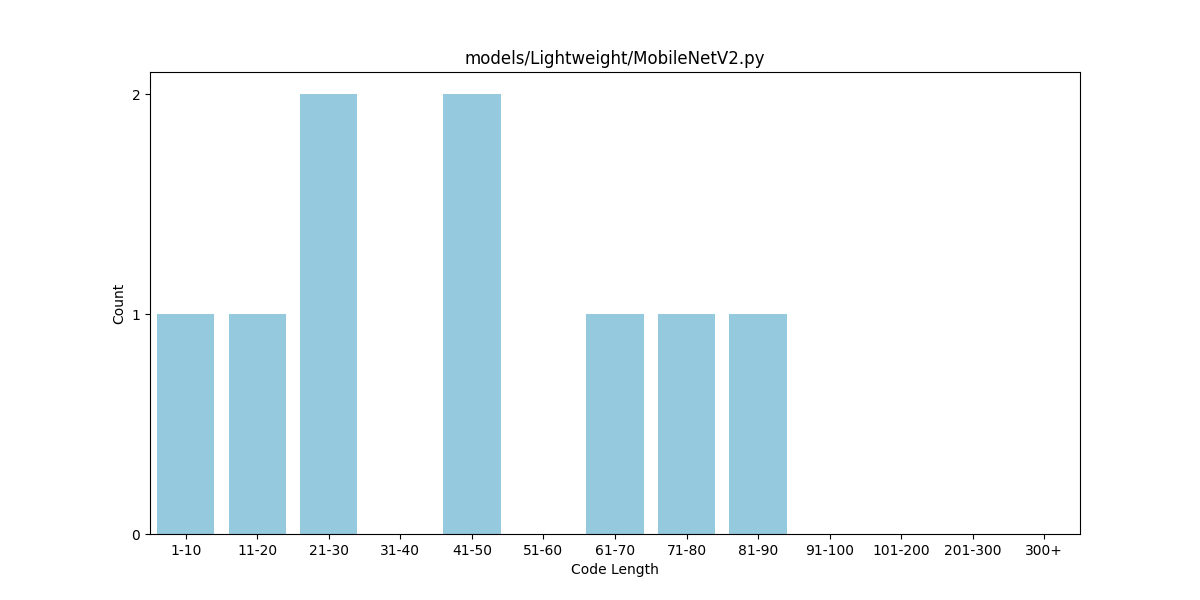 models/Lightweight/MobileNetV2.py
2
1
0
Count
1-10 11-20 21-30 31-40 41-50 51-60 61-70 71-80 81-90 91-100 101-200 201-300 300+
Code Length